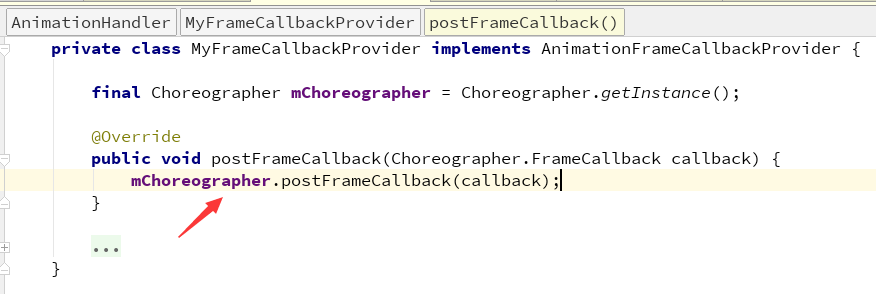 AnimationHandler MyFrameCallbackProvider postFrameCallback()
private class MyFrameCallbackProvider implements AnimationFrameCallbackProvider {
final Choreographer mChoreographer = Choreographer.getInstance();
@Override
public void postFrameCallback(Choreographer.FrameCallback callback) {
mChoreographer.postFrameCallback(callback);
}
...
}